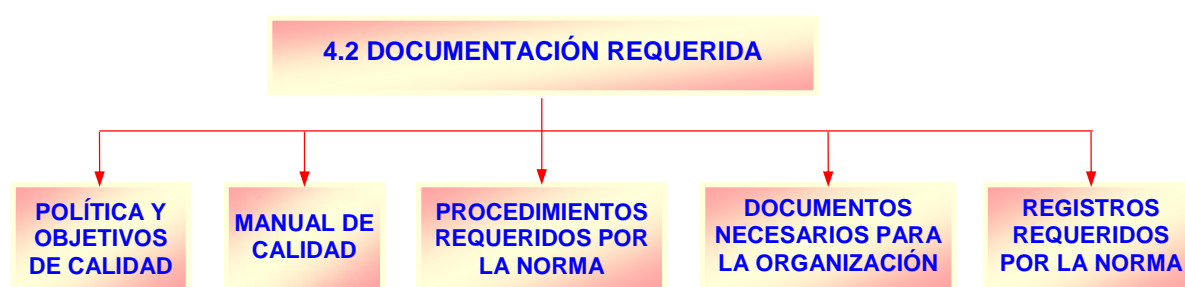 4.2 DOCUMENTACIÓN REQUERIDA
POLÍTICA Y
OBJETIVOS
DE CALIDAD
MANUAL DE
CALIDAD
PROCEDIMIENTOS
REQUERIDOS POR
LA NORMA
DOCUMENTOS
NECESARIOS PARA
LA ORGANIZACIÓN
REGISTROS
REQUERIDOS
POR LA NORMA